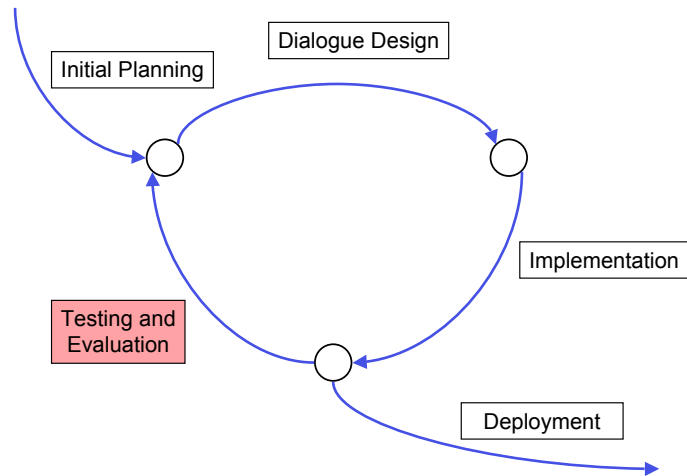 Dialogue Design
Initial Planning
Implementation
Testing and
Evaluation
Deployment